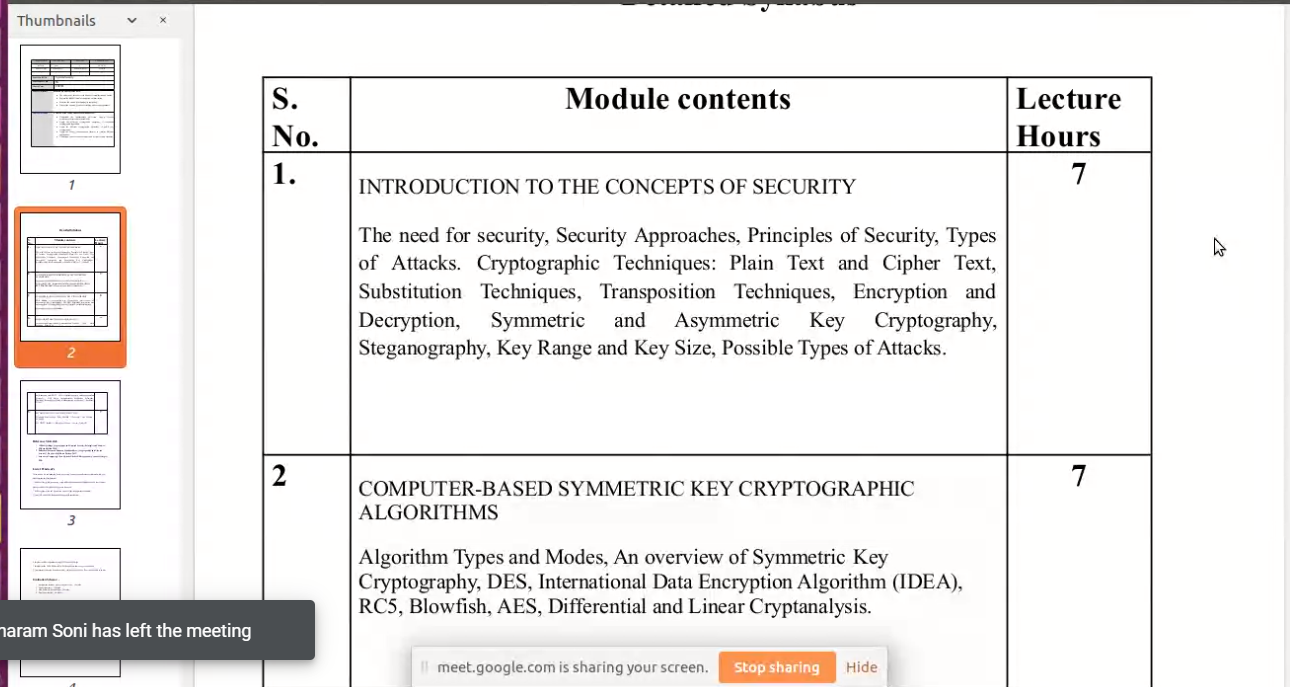 Thumbnails
1
2
3
4
Detailed Syllabus
S. No.
Module contents
Lecture Hours
1.
7
INTRODUCTION TO THE CONCEPTS OF SECURITY
The need for security, Security Approaches, Principles of Security, Types
of Attacks. Cryptographic Techniques: Plain Text and Cipher Text,
Substitution Techniques, Transposition Techniques, Encryption and
Decryption, Symmetric and Asymmetric Key Cryptography,
Steganography, Key Range and Key Size, Possible Types of Attacks.
2
7
COMPUTER-BASED SYMMETRIC KEY CRYPTOGRAPHIC
ALGORITHMS
Algorithm Types and Modes, An overview of Symmetric Key
Cryptography, DES, International Data Encryption Algorithm (IDEA),
RC5, Blowfish, AES, Differential and Linear Cryptanalysis.
haram Soni has left the meeting
meet.google.com is sharing your screen.
Stop sharing
Hide